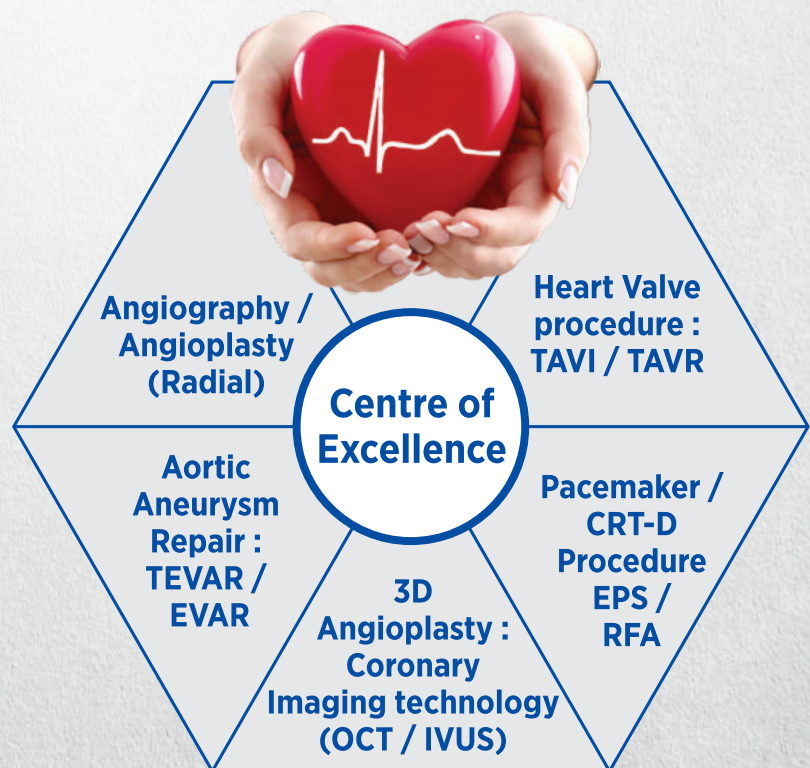 Angiography /
Angioplasty
(Radial)
Heart Valve
procedure :
TAVI / TAVR
Centre of
Excellence
Aortic
Aneurysm
Repair :
TEVAR /
EVAR
Pacemaker /
CRT-D
Procedure
EPS /
RFA
3D
Angioplasty :
Coronary
Imaging technology
(OCT / IVUS)